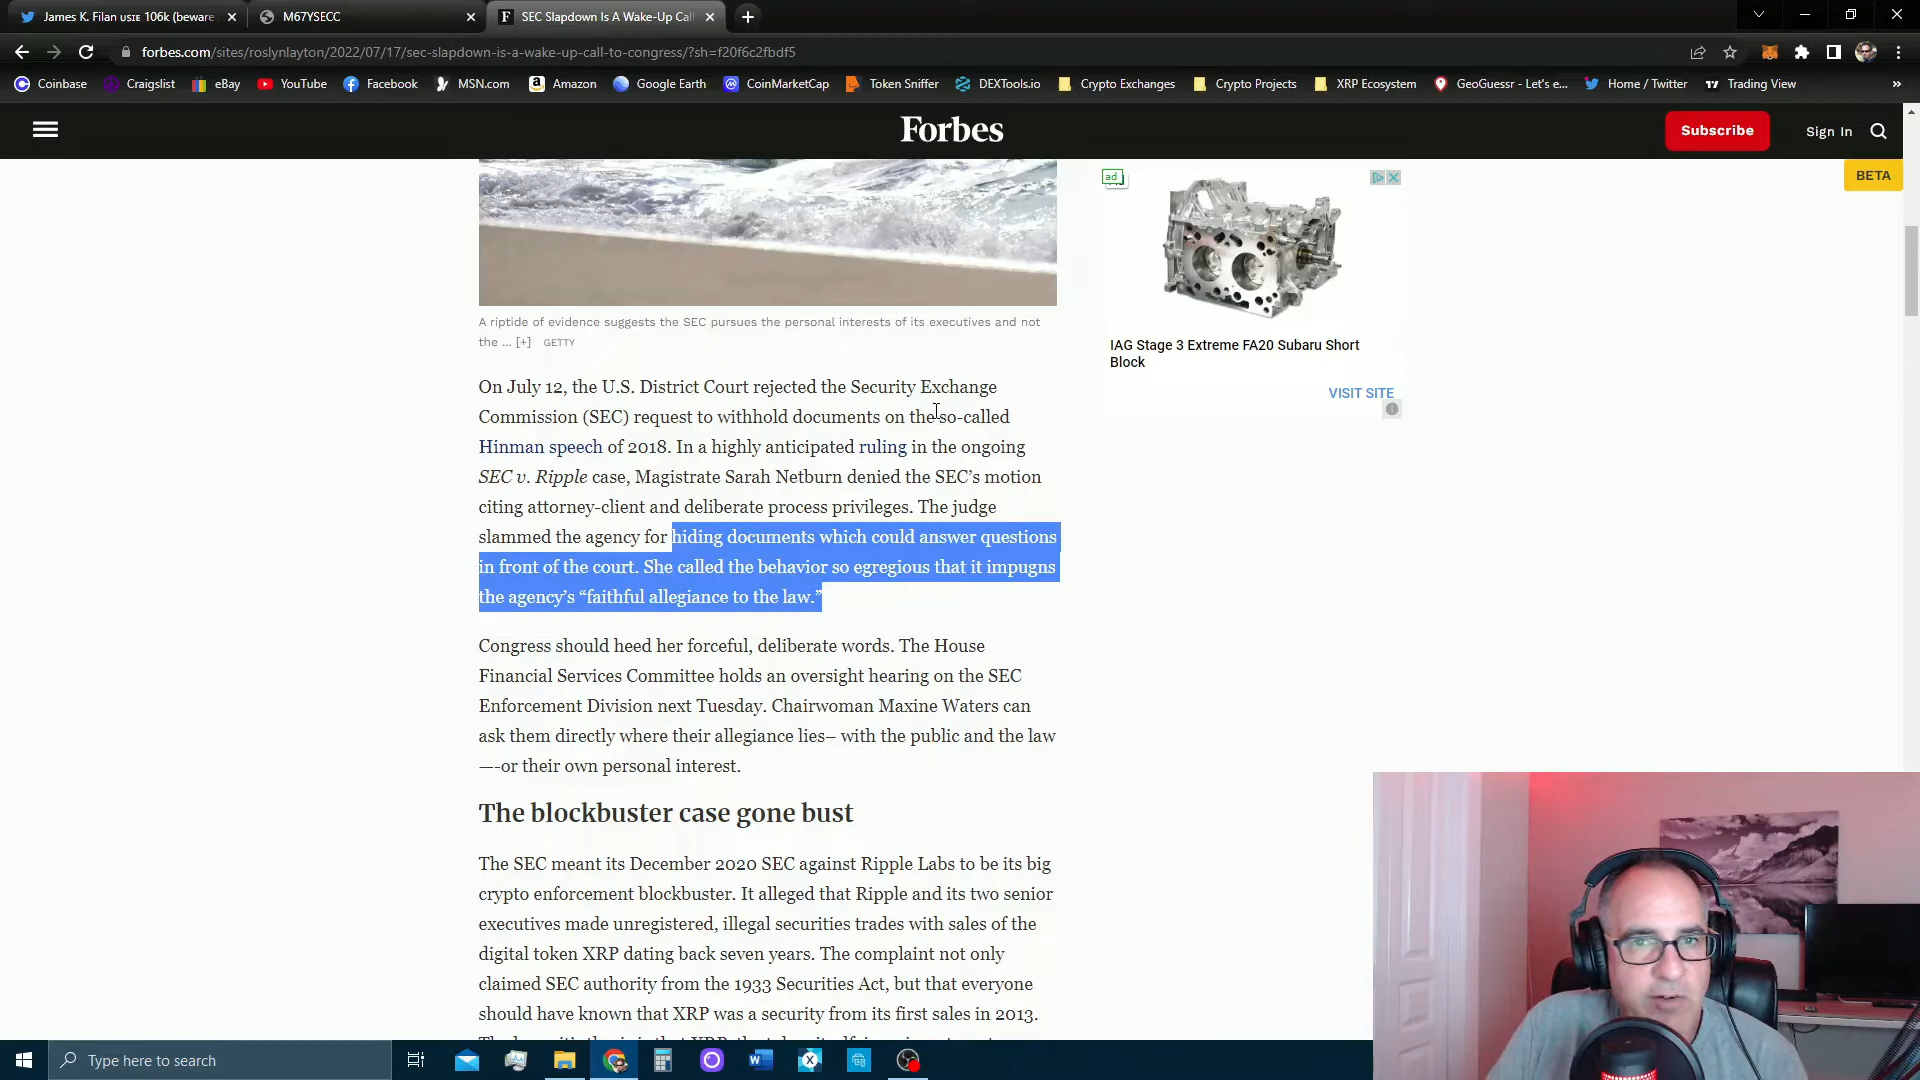 James K. Filan 106k (beware
M67YSECC
SEC Slapdown Is A Wake-Up Call
forbes.com/sites/roslynlayton/2022/07/17/sec-slapdown-is-a-wake-up-call-to-congress/?sh=f20f6c2fbdf5
Coinbase
Craigslist
eBay
YouTube
Facebook
MSN.com
Amazon
Google Earth
CoinMarketCap
Token Sniffer
DEXTools.io
Crypto Exchanges
Crypto Projects
XRP Ecosystem
GeoGuessr - Let's e...
Home / Twitter
Trading View
»
Forbes
Subscribe
Sign In
BETA
ad
A riptide of evidence suggests the SEC pursues the personal interests of its executives and not
the ... [+] GETTY
IAG Stage 3 Extreme FA20 Subaru Short
Block
VISIT SITE
On July 12, the U.S. District Court rejected the Security Exchange
Commission (SEC) request to withhold documents on the so-called
Hinman speech of 2018. In a highly anticipated ruling in the ongoing
SEC v. Ripple case, Magistrate Sarah Netburn denied the SEC’s motion
citing attorney-client and deliberate process privileges. The judge
slammed the agency for hiding documents which could answer questions
in front of the court. She called the behavior so egregious that it impugns
the agency’s “faithful allegiance to the law.”
Congress should heed her forceful, deliberate words. The House
Financial Services Committee holds an oversight hearing on the SEC
Enforcement Division next Tuesday. Chairwoman Maxine Waters can
ask them directly where their allegiance lies– with the public and the law
—-or their own personal interest.
The blockbuster case gone bust
The SEC meant its December 2020 SEC against Ripple Labs to be its big
crypto enforcement blockbuster. It alleged that Ripple and its two senior
executives made unregistered, illegal securities trades with sales of the
digital token XRP dating back seven years. The complaint not only
claimed SEC authority from the 1933 Securities Act, but that everyone
should have known that XRP was a security from its first sales in 2013.
Type here to search